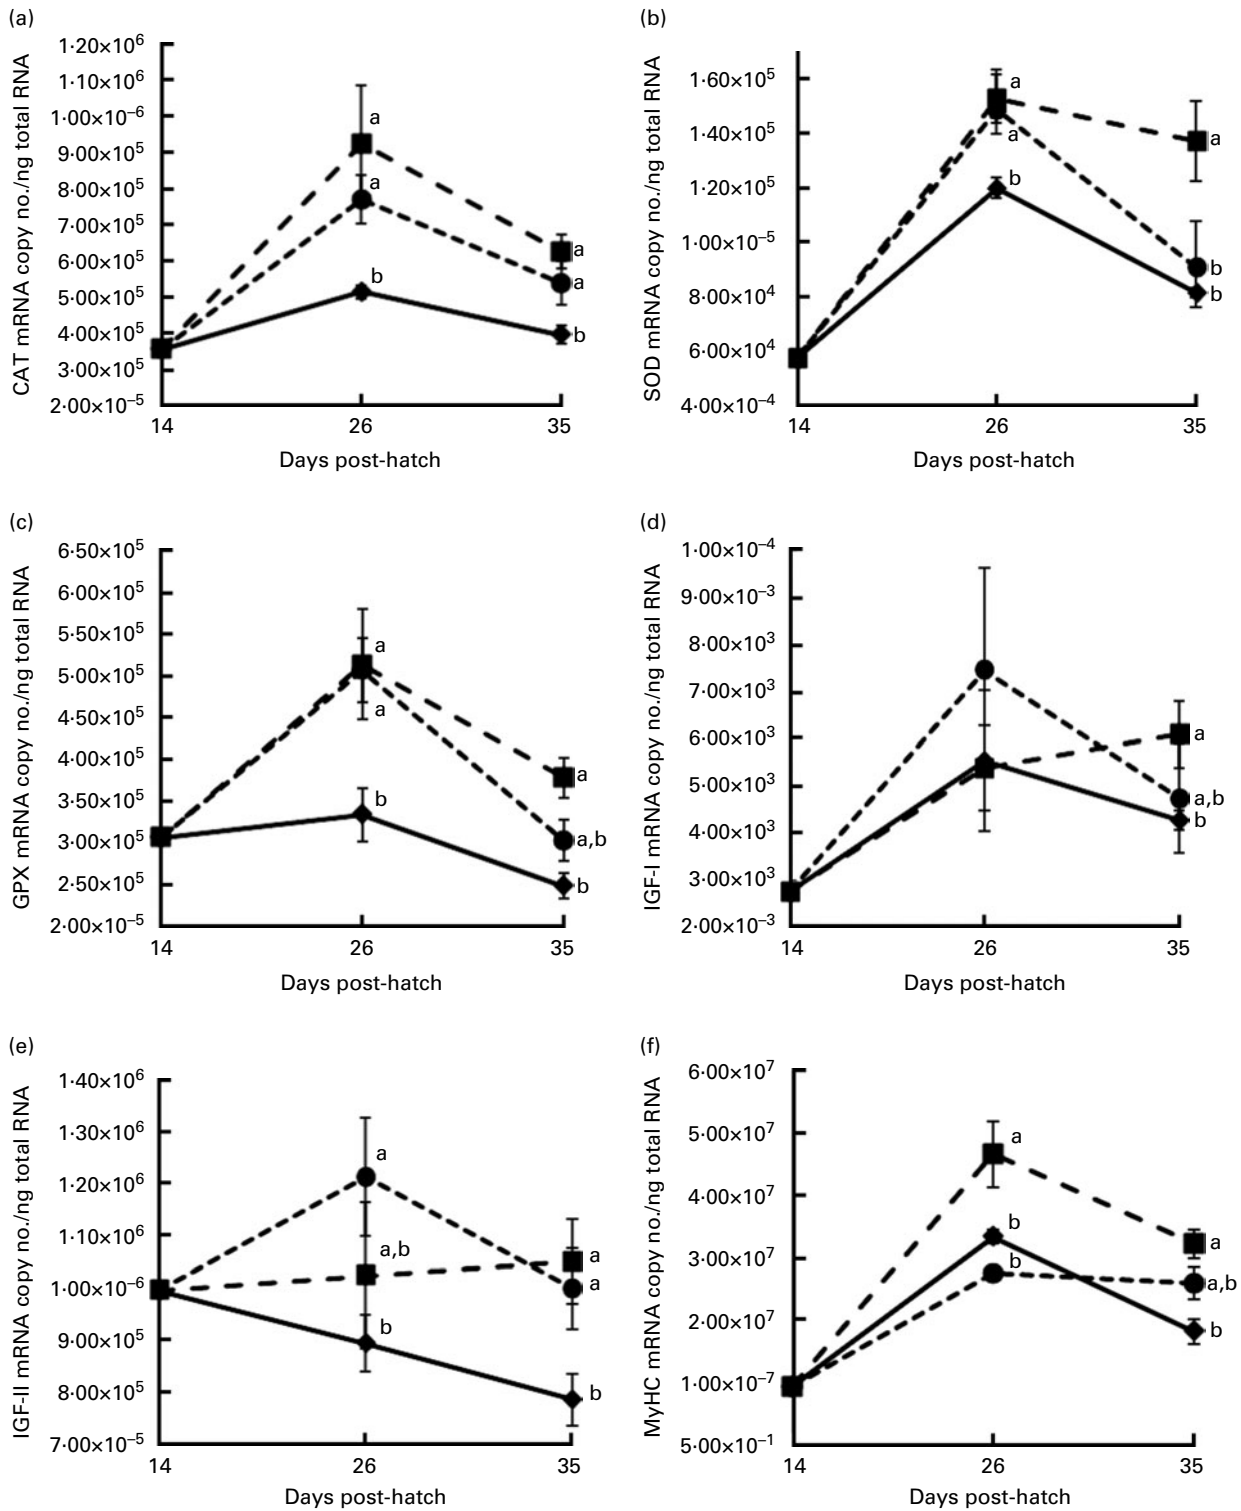 (a)
CAT mRNA copy no./ng total RNA
1·20×10⁶
1·10×10⁶
1·00×10⁻⁶
9·00×10⁵
8·00×10⁵
7·00×10⁵
6·00×10⁵
5·00×10⁵
4·00×10⁵
3·00×10⁵
2·00×10⁻⁵
a
a
b
a
a
b
14 26 35
Days post-hatch
(b)
SOD mRNA copy no./ng total RNA
1·60×10⁵
1·40×10⁵
1·20×10⁵
1·00×10⁻⁵
8·00×10⁴
6·00×10⁴
4·00×10⁻⁴
a
a
b
a
b
b
14 26 35
Days post-hatch
(c)
GPX mRNA copy no./ng total RNA
6·50×10⁵
6·00×10⁵
5·50×10⁵
5·00×10⁵
4·50×10⁵
4·00×10⁵
3·50×10⁵
3·00×10⁵
2·50×10⁵
2·00×10⁻⁵
a
a
b
a
a,b
b
14 26 35
Days post-hatch
(d)
IGF-I mRNA copy no./ng total RNA
1·00×10⁻⁴
9·00×10⁻³
8·00×10³
7·00×10³
6·00×10³
5·00×10³
4·00×10³
3·00×10³
2·00×10⁻³
a
a,b
b
14 26 35
Days post-hatch
(e)
IGF-II mRNA copy no./ng total RNA
1·40×10⁶
1·30×10⁶
1·20×10⁶
1·10×10⁶
1·00×10⁻⁶
9·00×10⁵
8·00×10⁵
7·00×10⁻⁵
a
a,b
b
a
a
b
14 26 35
Days post-hatch
(f)
MyHC mRNA copy no./ng total RNA
6·00×10⁷
5·00×10⁷
4·00×10⁷
3·00×10⁷
2·00×10⁷
1·00×10⁻⁷
5·00×10⁻¹
a
b
b
a
a,b
b
14 26 35
Days post-hatch